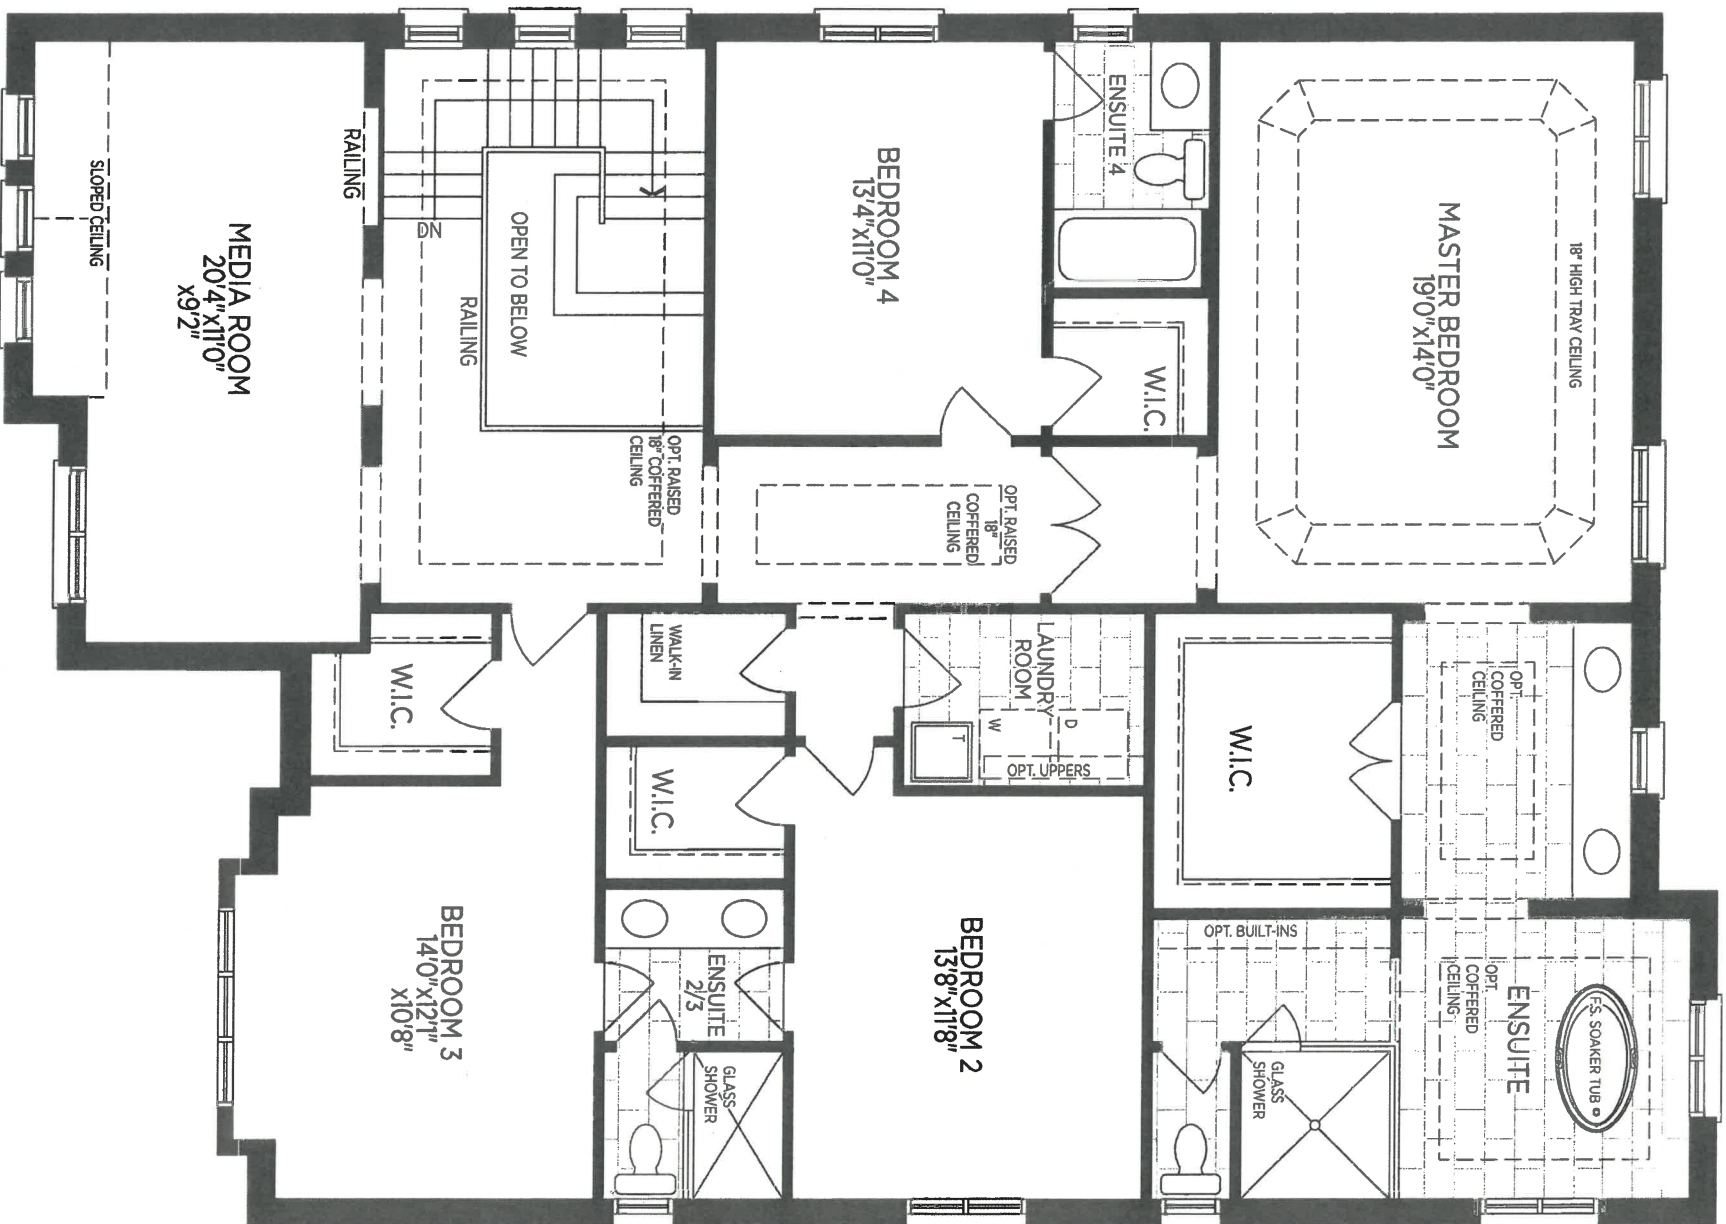 ENSUITE 4
BEDROOM 4
13'4"x11'0"
W.I.C.
MASTER BEDROOM
19'0"x14'0"
18" HIGH TRAY CEILING
RAILING
SLOPED CEILING
MEDIA ROOM
20'4"x11'0"
x9'2"
DN
OPEN TO BELOW
RAILING
OPT. RAISED
18" COFFERED
CEILING
OPT. RAISED
18"
COFFERED
CEILING
W.I.C.
WALK-IN
LINEN
LAUNDRY
ROOM
W
D
T
OPT. UPPERS
W.I.C.
W.I.C.
OPT.
COFFERED
CEILING
BEDROOM 3
14'0"x12'1"
x10'8"
ENSUITE
2/3
GLASS
SHOWER
BEDROOM 2
13'8"x11'8"
OPT. BUILT-INS
GLASS
SHOWER
OPT.
COFFERED
CEILING
ENSUITE
F.S. SOAKER TUB